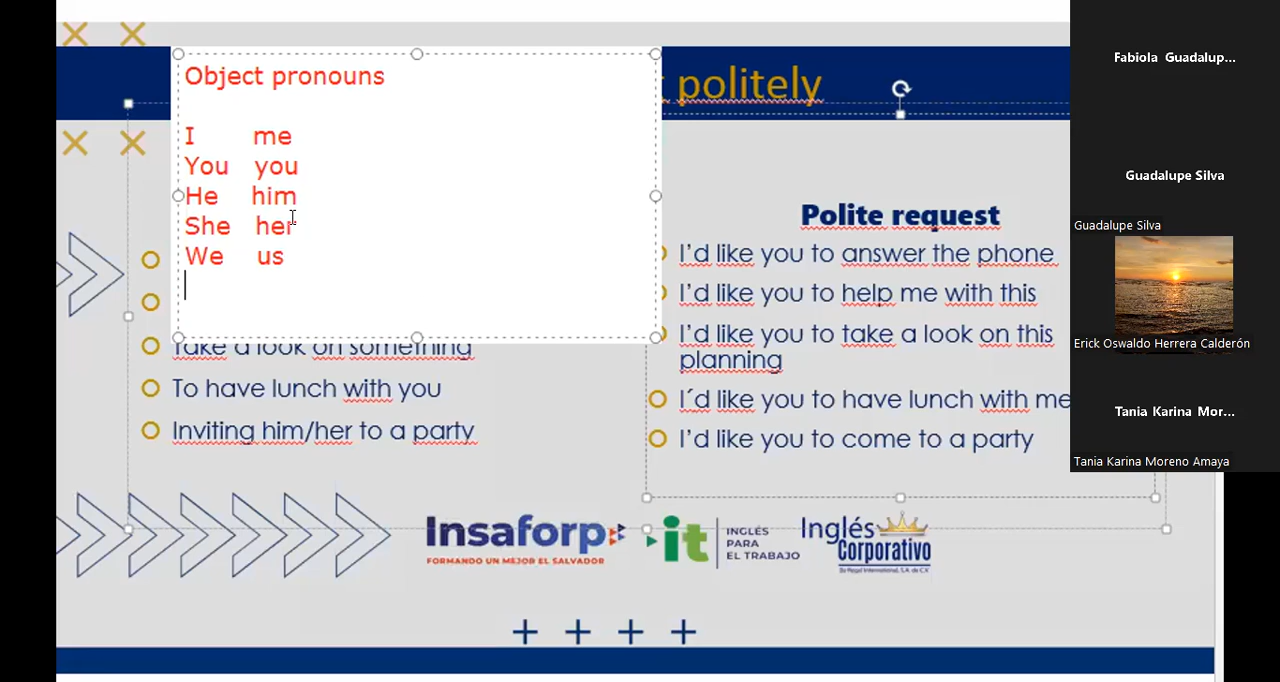 Object pronouns
politely
I me
You you
He him
She her
We us
Take a look on something
To have lunch with you
Inviting him/her to a party
Polite request
I'd like you to answer the phone
I'd like you to help me with this
I'd like you to take a look on this
planning
I´d like you to have lunch with me
I'd like you to come to a party
Insaforp
FORMANDO UN MEJOR EL SALVADOR
it
INGLÉS
PARA
EL TRABAJO
Inglés
Corporativo
Fabiola Guadalup...
Guadalupe Silva
Guadalupe Silva
Erick Oswaldo Herrera Calderón
Tania Karina Mor...
Tania Karina Moreno Amaya